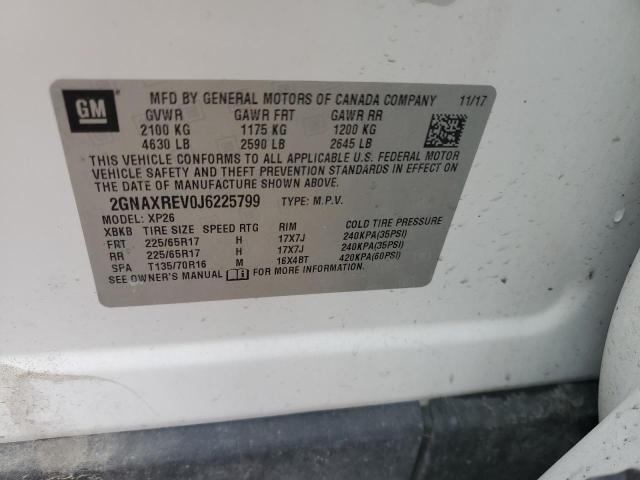 GM
MFD BY GENERAL MOTORS OF CANADA COMPANY 11/17
GVWR GAWR FRT GAWR RR
2100 KG 1175 KG 1200 KG
4630 LB 2590 LB 2645 LB
THIS VEHICLE CONFORMS TO ALL APPLICABLE U.S. FEDERAL MOTOR
VEHICLE SAFETY AND THEFT PREVENTION STANDARDS IN EFFECT ON
THE DATE OF MANUFACTURE SHOWN ABOVE.
2GNAXREV0J6225799 TYPE: M.P.V.
MODEL: XP26
XBKB TIRE SIZE SPEED RTG RIM COLD TIRE PRESSURE
FRT 225/65R17 H 17X7J 240KPA(35PSI)
RR 225/65R17 H 17X7J 240KPA(35PSI)
SPA T135/70R16 M 16X4BT 420KPA(60PSI)
SEE OWNER'S MANUAL FOR MORE INFORMATION.